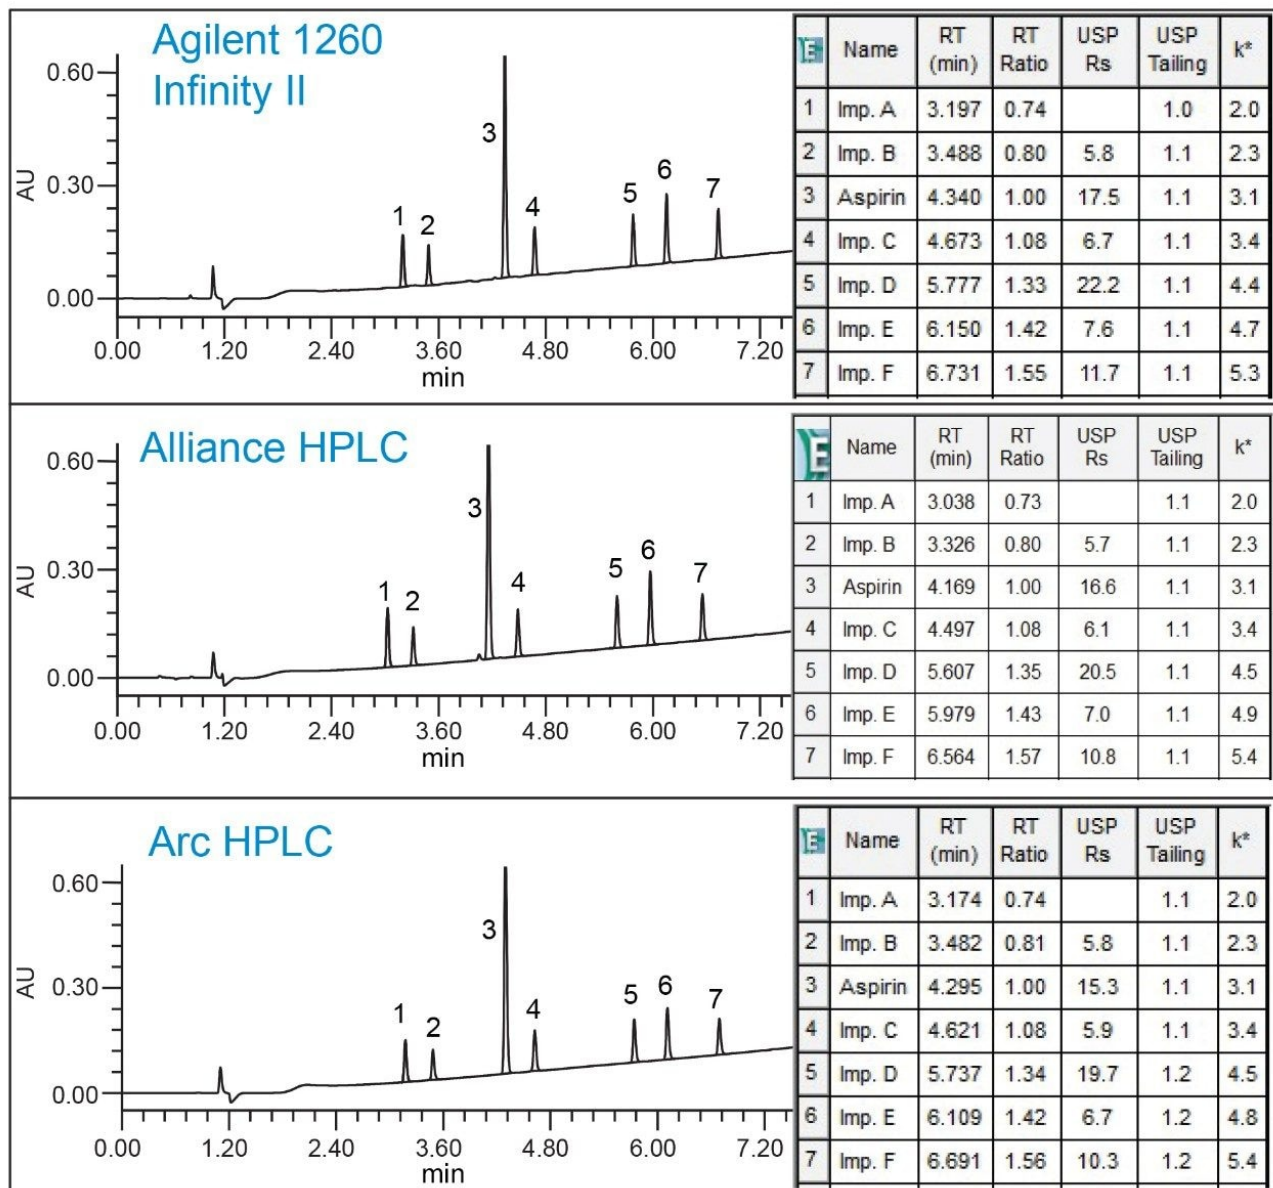 Agilent 1260
Infinity II
AU
0.60
0.30
0.00
1
2
3
4
5
6
7
0.00 1.20 2.40 3.60 4.80 6.00 7.20
min
E Name RT (min) RT Ratio USP Rs USP Tailing k*
1 Imp. A 3.197 0.74 1.0 2.0
2 Imp. B 3.488 0.80 5.8 1.1 2.3
3 Aspirin 4.340 1.00 17.5 1.1 3.1
4 Imp. C 4.673 1.08 6.7 1.1 3.4
5 Imp. D 5.777 1.33 22.2 1.1 4.4
6 Imp. E 6.150 1.42 7.6 1.1 4.7
7 Imp. F 6.731 1.55 11.7 1.1 5.3
Alliance HPLC
AU
0.60
0.30
0.00
1
2
3
4
5
6
7
0.00 1.20 2.40 3.60 4.80 6.00 7.20
min
E Name RT (min) RT Ratio USP Rs USP Tailing k*
1 Imp. A 3.038 0.73 1.1 2.0
2 Imp. B 3.326 0.80 5.7 1.1 2.3
3 Aspirin 4.169 1.00 16.6 1.1 3.1
4 Imp. C 4.497 1.08 6.1 1.1 3.4
5 Imp. D 5.607 1.35 20.5 1.1 4.5
6 Imp. E 5.979 1.43 7.0 1.1 4.9
7 Imp. F 6.564 1.57 10.8 1.1 5.4
Arc HPLC
AU
0.60
0.30
0.00
1
2
3
4
5
6
7
0.00 1.20 2.40 3.60 4.80 6.00 7.20
min
E Name RT (min) RT Ratio USP Rs USP Tailing k*
1 Imp. A 3.174 0.74 1.1 2.0
2 Imp. B 3.482 0.81 5.8 1.1 2.3
3 Aspirin 4.295 1.00 15.3 1.1 3.1
4 Imp. C 4.621 1.08 5.9 1.1 3.4
5 Imp. D 5.737 1.34 19.7 1.2 4.5
6 Imp. E 6.109 1.42 6.7 1.2 4.8
7 Imp. F 6.691 1.56 10.3 1.2 5.4